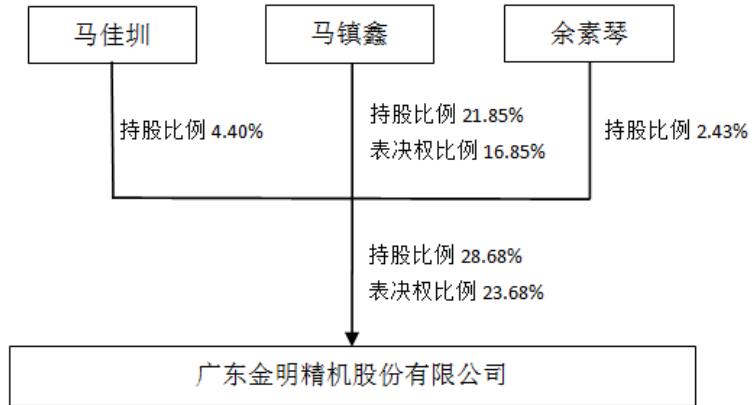 马佳圳
马镇鑫
余素琴
持股比例 4.40%
持股比例 21.85%
表决权比例 16.85%
持股比例 2.43%
持股比例 28.68%
表决权比例 23.68%
广东金明精机股份有限公司